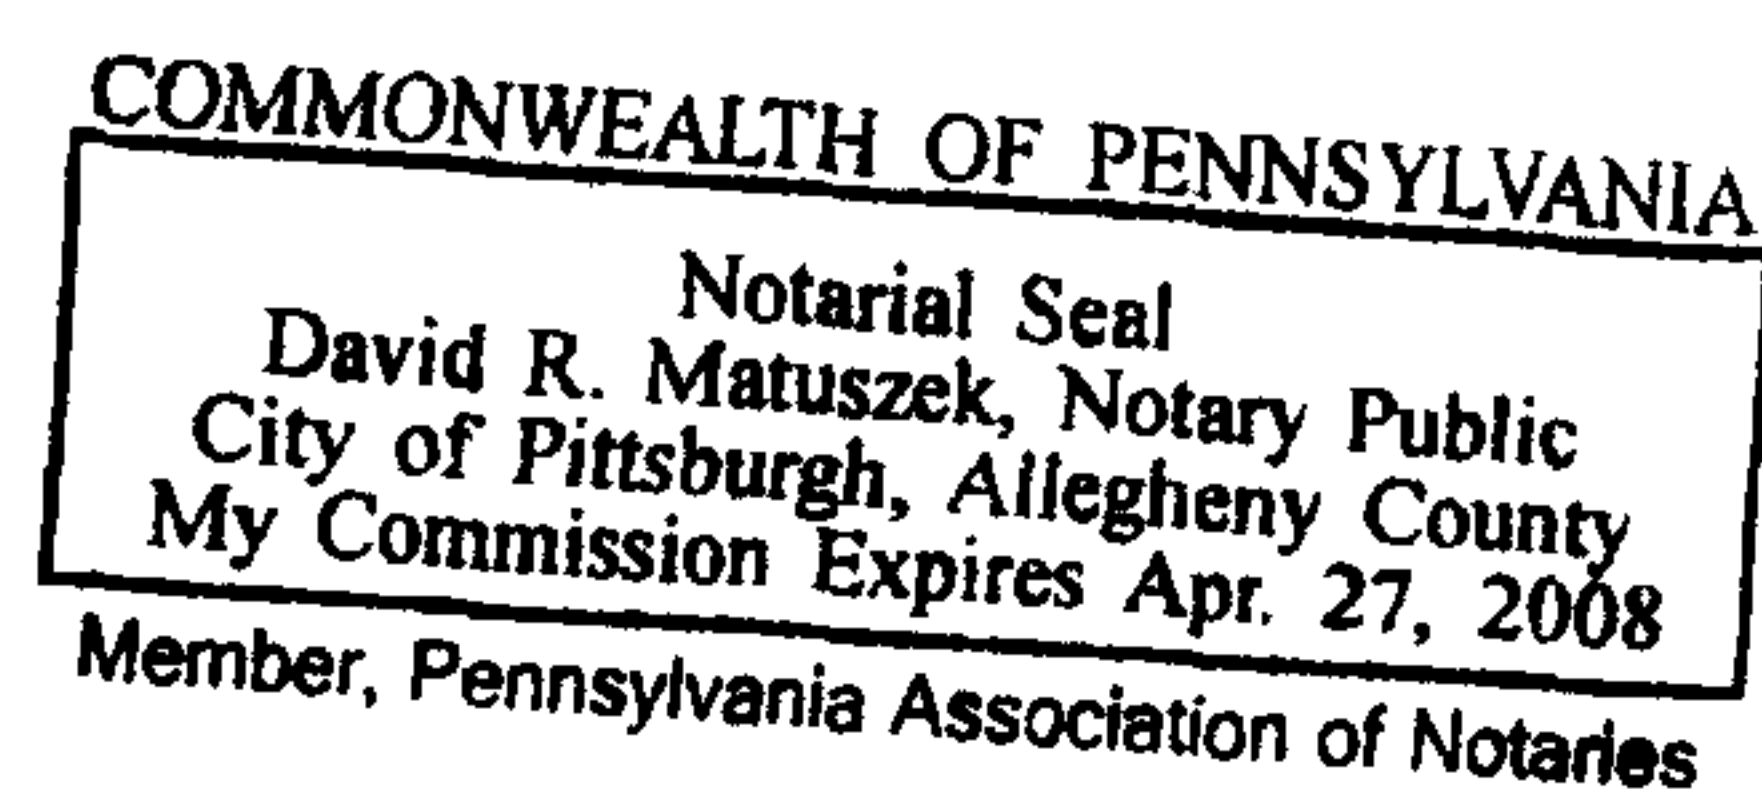 COMMONWEALTH OF PENNSYLVANIA
Notarial Seal
David R. Matuszek, Notary Public
City of Pittsburgh, Allegheny County
My Commission Expires Apr. 27, 2008
Member, Pennsylvania Association of Notaries